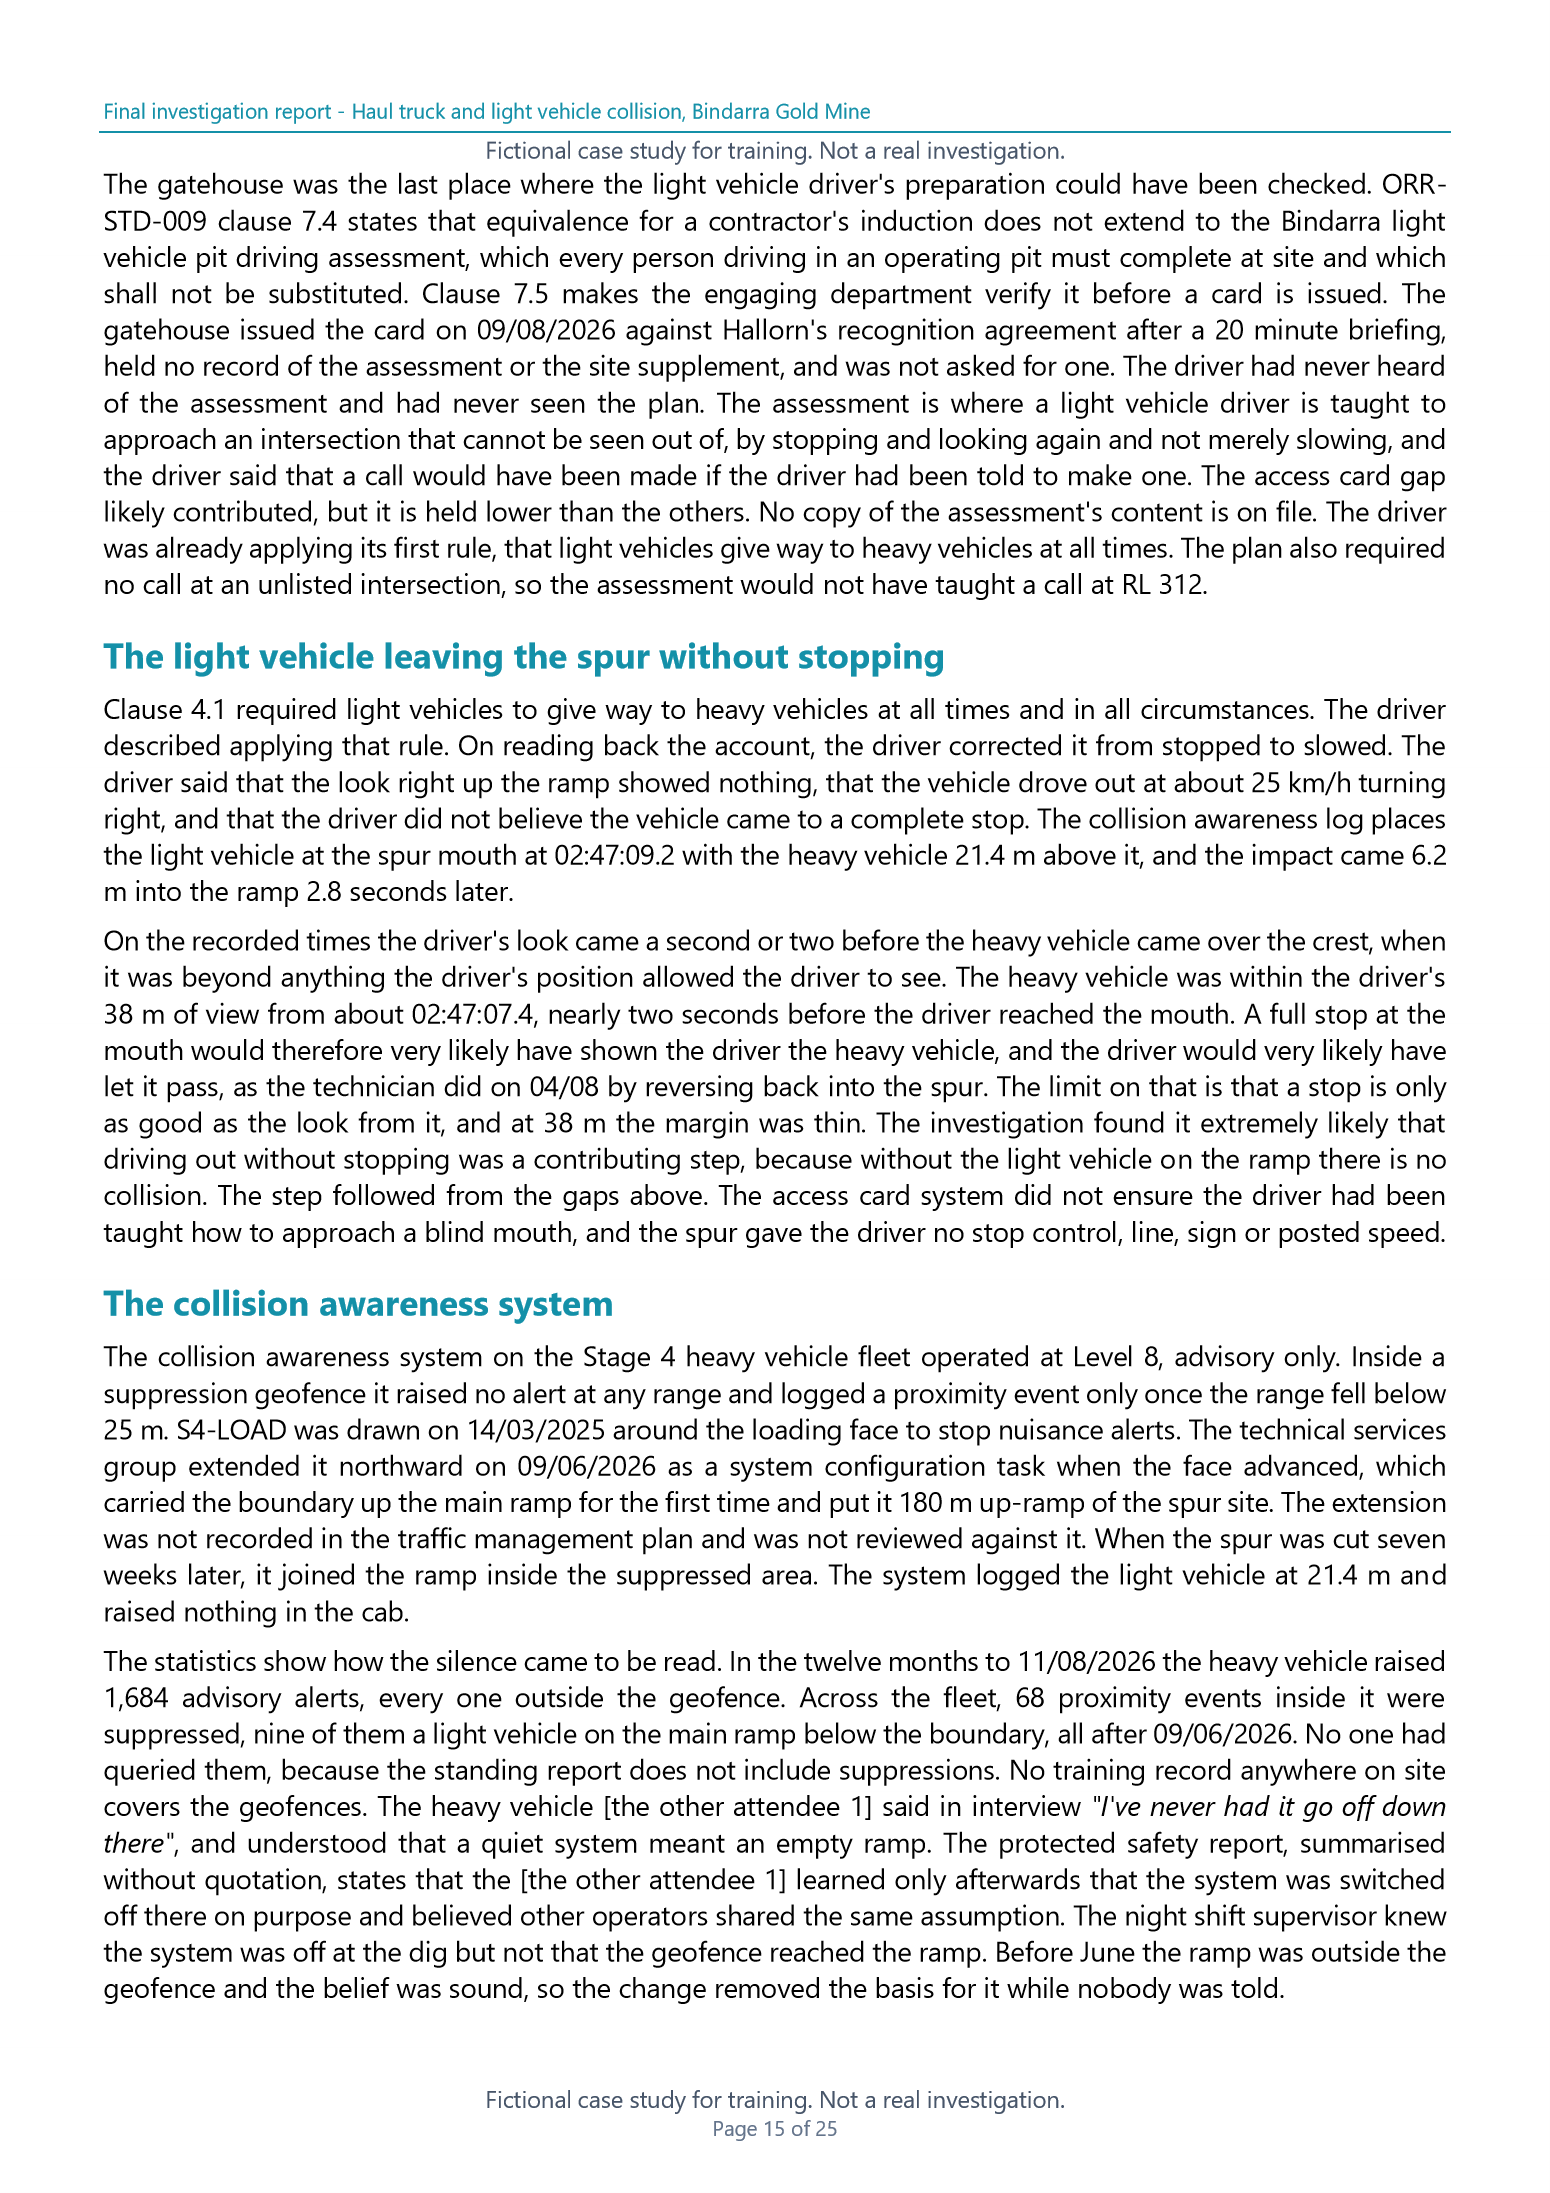 Final investigation report - Haul truck and light vehicle collision, Bindarra Gold Mine
Fictional case study for training. Not a real investigation.
The gatehouse was the last place where the light vehicle driver's preparation could have been checked. ORR-
STD-009 clause 7.4 states that equivalence for a contractor's induction does not extend to the Bindarra light
vehicle pit driving assessment, which every person driving in an operating pit must complete at site and which
shall not be substituted. Clause 7.5 makes the engaging department verify it before a card is issued. The
gatehouse issued the card on 09/08/2026 against Hallorn's recognition agreement after a 20 minute briefing,
held no record of the assessment or the site supplement, and was not asked for one. The driver had never heard
of the assessment and had never seen the plan. The assessment is where a light vehicle driver is taught to
approach an intersection that cannot be seen out of, by stopping and looking again and not merely slowing, and
the driver said that a call would have been made if the driver had been told to make one. The access card gap
likely contributed, but it is held lower than the others. No copy of the assessment's content is on file. The driver
was already applying its first rule, that light vehicles give way to heavy vehicles at all times. The plan also required
no call at an unlisted intersection, so the assessment would not have taught a call at RL 312.
The light vehicle leaving the spur without stopping
Clause 4.1 required light vehicles to give way to heavy vehicles at all times and in all circumstances. The driver
described applying that rule. On reading back the account, the driver corrected it from stopped to slowed. The
driver said that the look right up the ramp showed nothing, that the vehicle drove out at about 25 km/h turning
right, and that the driver did not believe the vehicle came to a complete stop. The collision awareness log places
the light vehicle at the spur mouth at 02:47:09.2 with the heavy vehicle 21.4 m above it, and the impact came 6.2
m into the ramp 2.8 seconds later.
On the recorded times the driver's look came a second or two before the heavy vehicle came over the crest, when
it was beyond anything the driver's position allowed the driver to see. The heavy vehicle was within the driver's
38 m of view from about 02:47:07.4, nearly two seconds before the driver reached the mouth. A full stop at the
mouth would therefore very likely have shown the driver the heavy vehicle, and the driver would very likely have
let it pass, as the technician did on 04/08 by reversing back into the spur. The limit on that is that a stop is only
as good as the look from it, and at 38 m the margin was thin. The investigation found it extremely likely that
driving out without stopping was a contributing step, because without the light vehicle on the ramp there is no
collision. The step followed from the gaps above. The access card system did not ensure the driver had been
taught how to approach a blind mouth, and the spur gave the driver no stop control, line, sign or posted speed.
The collision awareness system
The collision awareness system on the Stage 4 heavy vehicle fleet operated at Level 8, advisory only. Inside a
suppression geofence it raised no alert at any range and logged a proximity event only once the range fell below
25 m. S4-LOAD was drawn on 14/03/2025 around the loading face to stop nuisance alerts. The technical services
group extended it northward on 09/06/2026 as a system configuration task when the face advanced, which
carried the boundary up the main ramp for the first time and put it 180 m up-ramp of the spur site. The extension
was not recorded in the traffic management plan and was not reviewed against it. When the spur was cut seven
weeks later, it joined the ramp inside the suppressed area. The system logged the light vehicle at 21.4 m and
raised nothing in the cab.
The statistics show how the silence came to be read. In the twelve months to 11/08/2026 the heavy vehicle raised
1,684 advisory alerts, every one outside the geofence. Across the fleet, 68 proximity events inside it were
suppressed, nine of them a light vehicle on the main ramp below the boundary, all after 09/06/2026. No one had
queried them, because the standing report does not include suppressions. No training record anywhere on site
covers the geofences. The heavy vehicle [the other attendee 1] said in interview "I've never had it go off down
there", and understood that a quiet system meant an empty ramp. The protected safety report, summarised
without quotation, states that the [the other attendee 1] learned only afterwards that the system was switched
off there on purpose and believed other operators shared the same assumption. The night shift supervisor knew
the system was off at the dig but not that the geofence reached the ramp. Before June the ramp was outside the
geofence and the belief was sound, so the change removed the basis for it while nobody was told.
Fictional case study for training. Not a real investigation.
Page 15 of 25